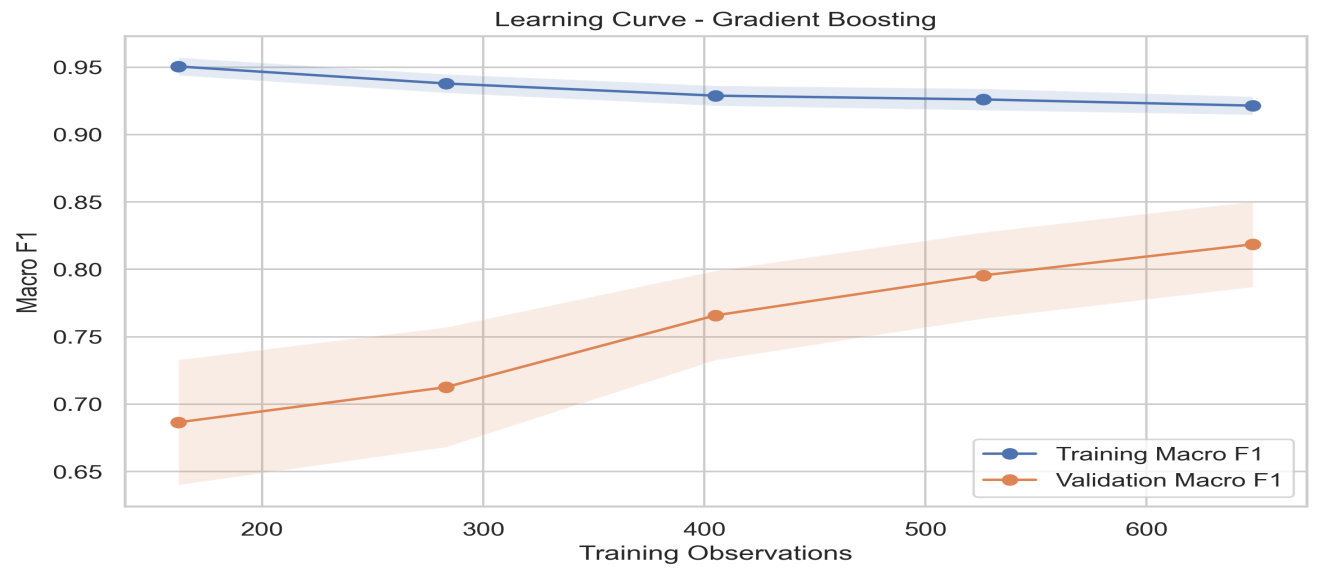 Learning Curve - Gradient Boosting
0.95
0.90
0.85
0.80
0.75
0.70
0.65
Macro F1
200 300 400 500 600
Training Observations
Training Macro F1
Validation Macro F1